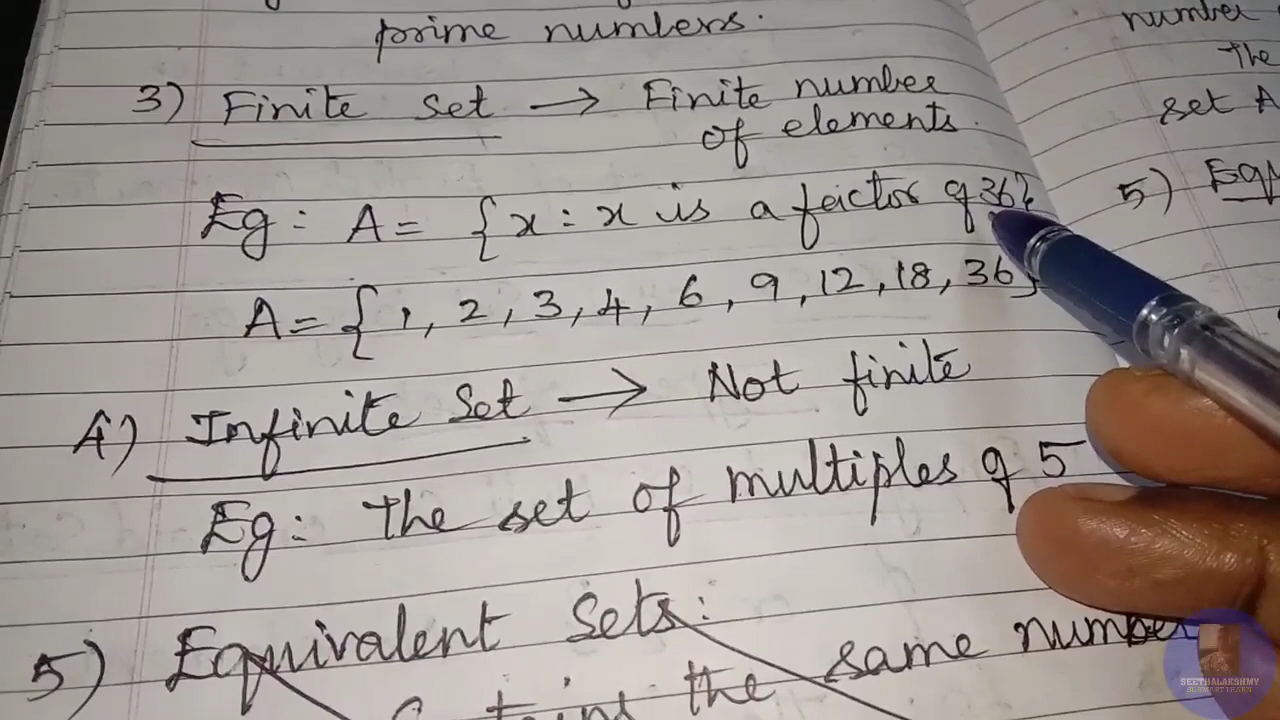 prime numbers.
3) Finite set → Finite number
of elements.
Eg: A = {x : x is a factor of 36}
A = {1, 2, 3, 4, 6, 9, 12, 18, 36}
4) Infinite Set → Not finite
Eg: The set of multiples of 5
5) Equivalent Sets:
the same number
number
The
set A
5)
SEETHALAKSHMY